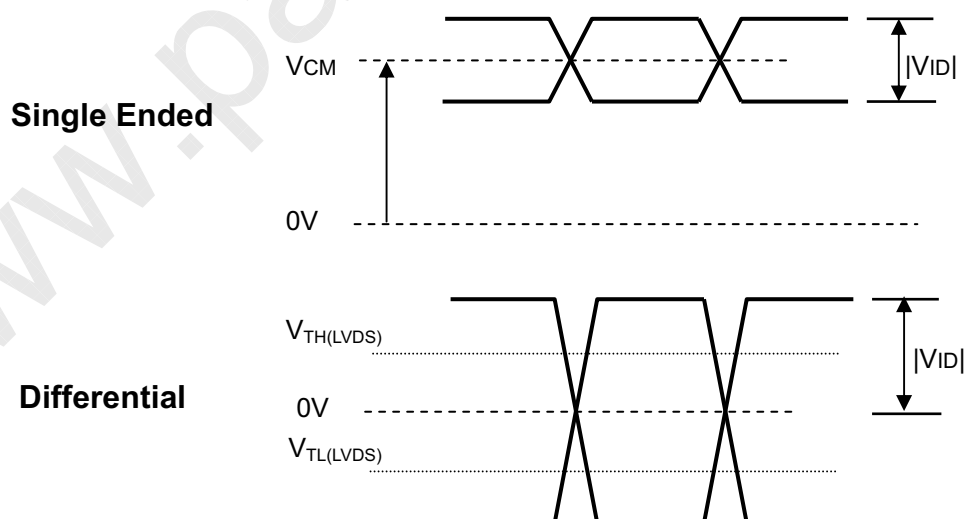 VCM
|VID|
Single Ended
0V
VTH(LVDS)
|VID|
Differential
0V
VTL(LVDS)